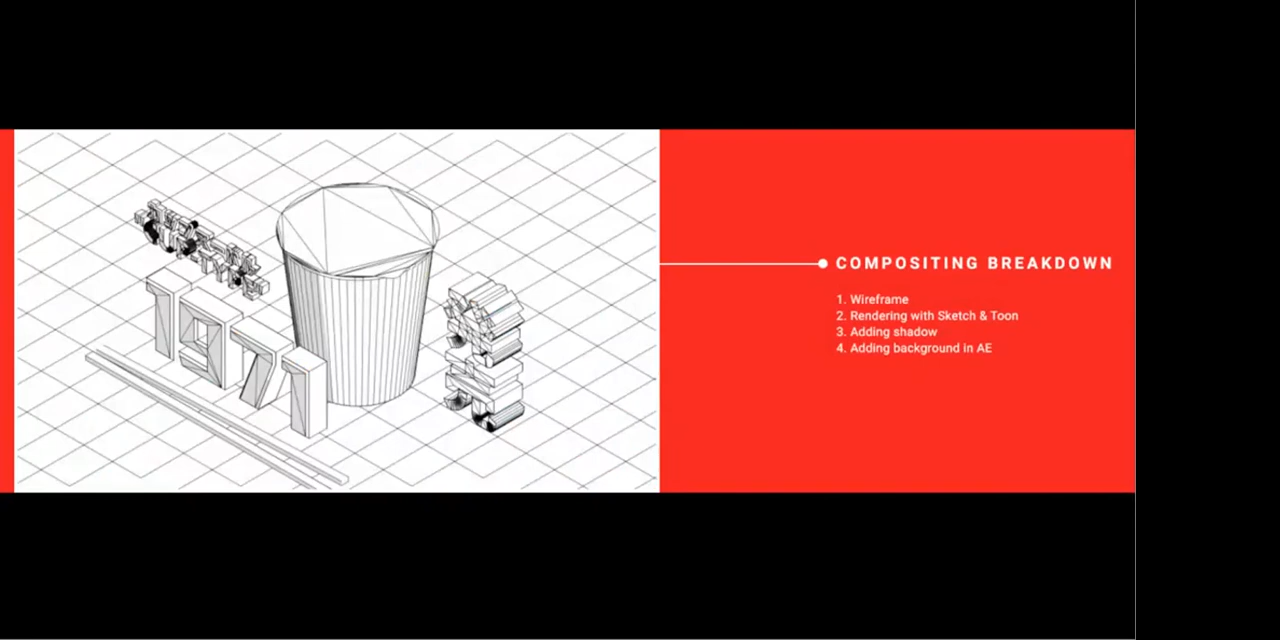 1971
COMPOSITING BREAKDOWN
1. Wireframe
2. Rendering with Sketch & Toon
3. Adding shadow
4. Adding background in AE